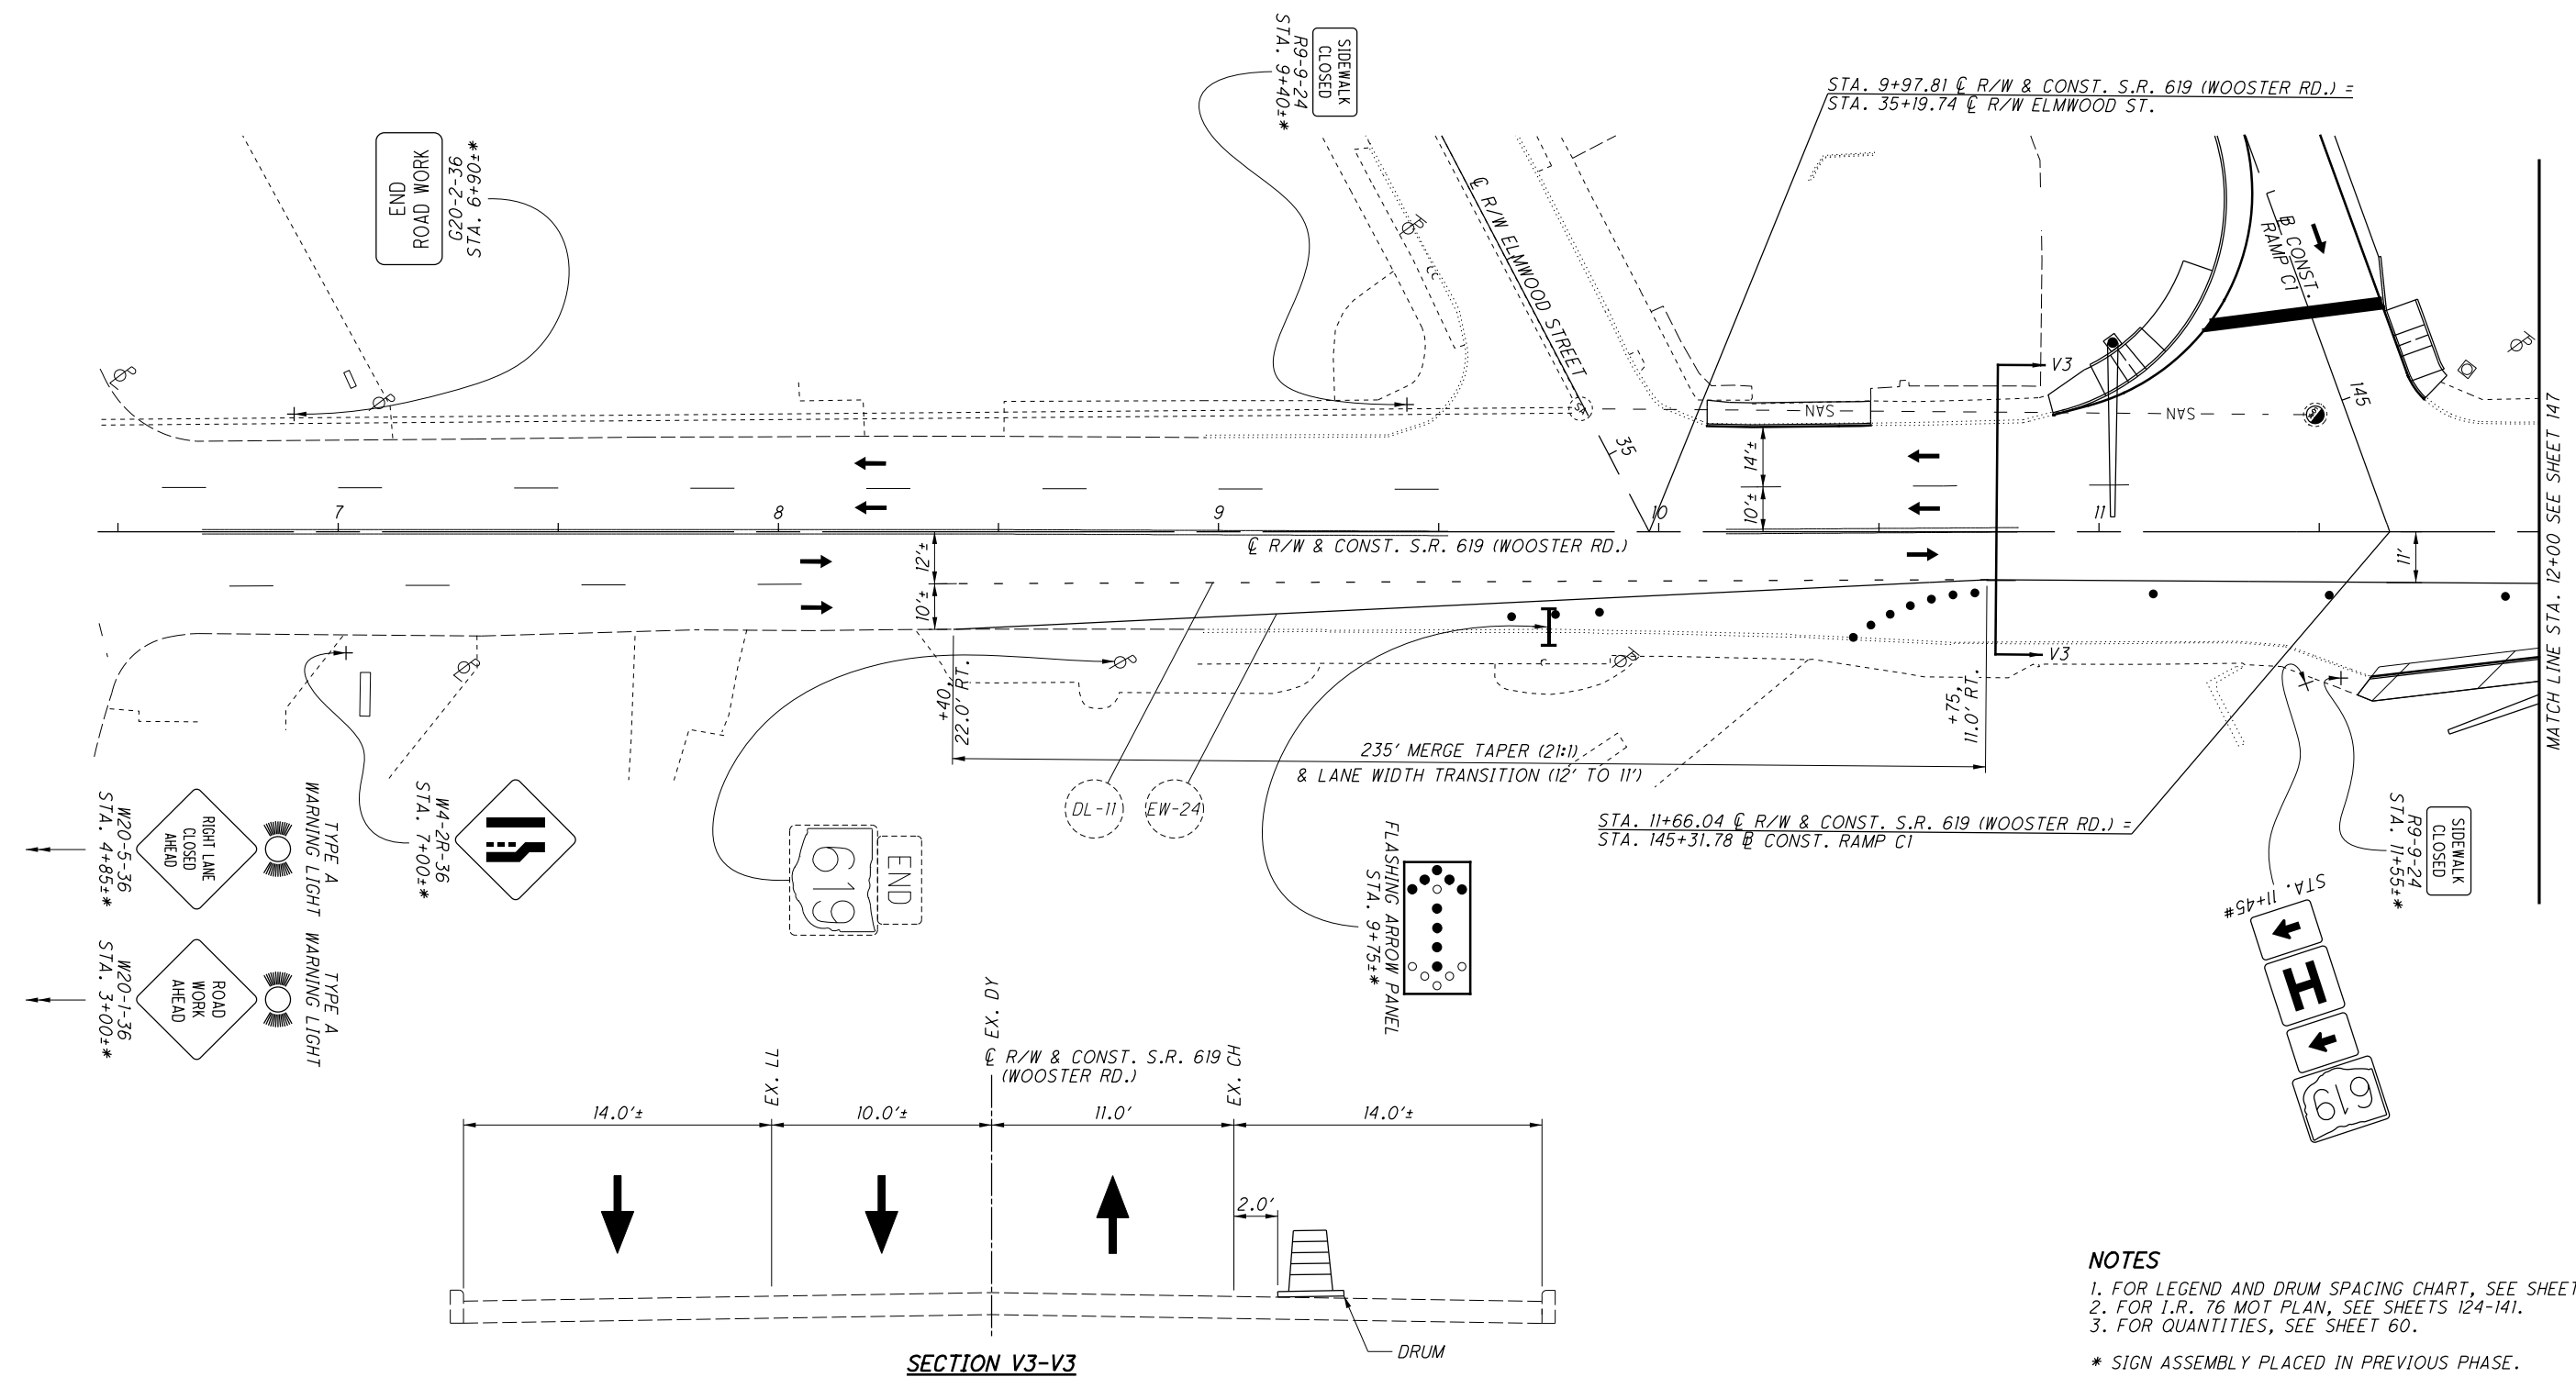 SIDEWALK
CLOSED
R9-9-24
STA. 9+40±*
STA. 9+97.81 ℄ R/W & CONST. S.R. 619 (WOOSTER RD.) =
STA. 35+19.74 ℄ R/W ELMWOOD ST.
END
ROAD WORK
G20-2-36
STA. 6+90±*
℄ R/W ELMWOOD STREET
35
B CONST.
RAMP C1
V3
145
SAN
SAN
14'±
10'±
7
8
9
10
11
℄ R/W & CONST. S.R. 619 (WOOSTER RD.)
12'±
10'±
11'
MATCH LINE STA. 12+00 SEE SHEET 147
V3
+40,
22.0' RT.
+75,
11.0' RT.
235' MERGE TAPER (21:1)
& LANE WIDTH TRANSITION (12' TO 11')
DL-11
EW-24
STA. 11+66.04 ℄ R/W & CONST. S.R. 619 (WOOSTER RD.) =
STA. 145+31.78 B CONST. RAMP C1
TYPE A
WARNING LIGHT
RIGHT LANE
CLOSED
AHEAD
W20-5-36
STA. 4+85±*
W4-2R-36
STA. 7+00±*
END
619
FLASHING ARROW PANEL
STA. 9+75±*
SIDEWALK
CLOSED
R9-9-24
STA. 11+55±*
STA. 11+45#
H
619
TYPE A
WARNING LIGHT
ROAD
WORK
AHEAD
W20-1-36
STA. 3+00±*
EX. LL
EX. DY
℄ R/W & CONST. S.R. 619
(WOOSTER RD.)
EX. CH
14.0'±
10.0'±
11.0'
14.0'±
2.0'
DRUM
SECTION V3-V3
NOTES
1. FOR LEGEND AND DRUM SPACING CHART, SEE SHEET
2. FOR I.R. 76 MOT PLAN, SEE SHEETS 124-141.
3. FOR QUANTITIES, SEE SHEET 60.
* SIGN ASSEMBLY PLACED IN PREVIOUS PHASE.